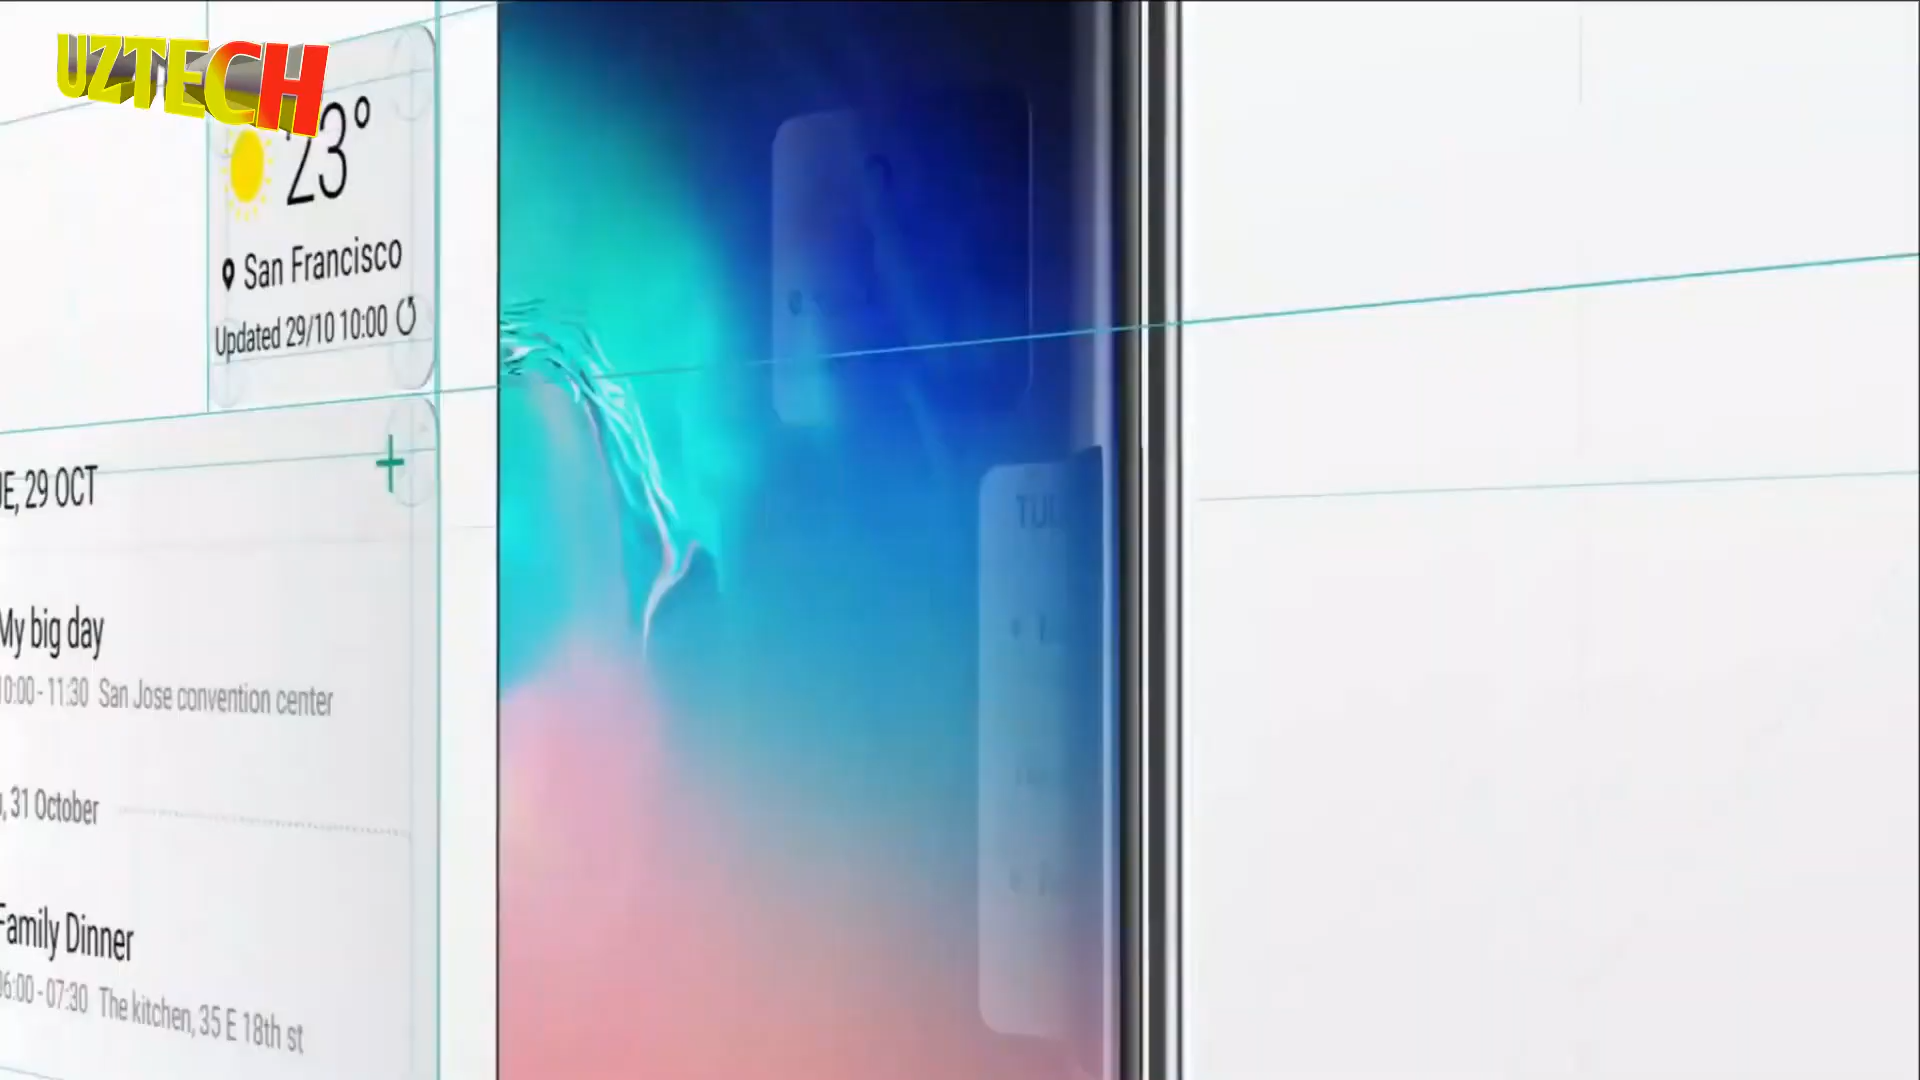 UZTECH
23°
San Francisco
Updated 29/10 10:00
29 OCT
My big day
10:00 - 11:30 San Jose convention center
31 October
Family Dinner
06:00 - 07:30 The kitchen, 35 E 18th st